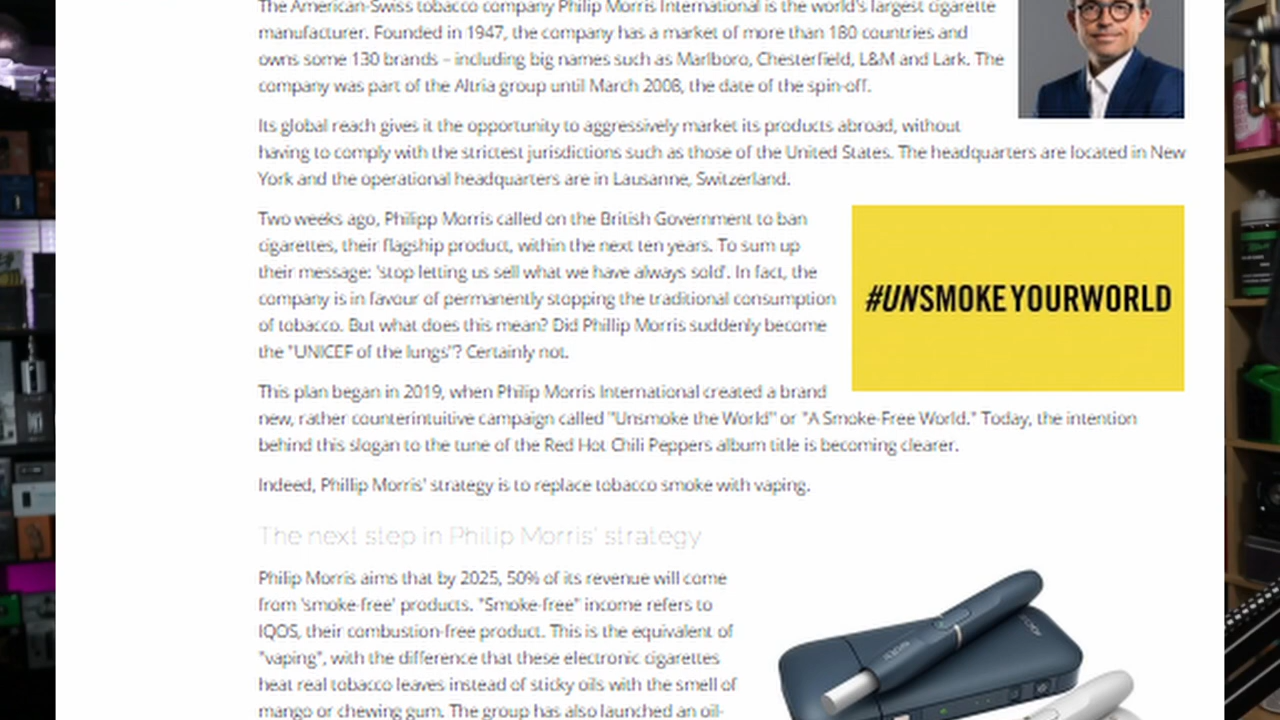 The American-Swiss tobacco company Philip Morris International is the world's largest cigarette
manufacturer. Founded in 1947, the company has a market of more than 180 countries and
owns some 130 brands – including big names such as Marlboro, Chesterfield, L&M and Lark. The
company was part of the Altria group until March 2008, the date of the spin-off.
Its global reach gives it the opportunity to aggressively market its products abroad, without
having to comply with the strictest jurisdictions such as those of the United States. The headquarters are located in New
York and the operational headquarters are in Lausanne, Switzerland.
Two weeks ago, Philipp Morris called on the British Government to ban
cigarettes, their flagship product, within the next ten years. To sum up
their message: 'stop letting us sell what we have always sold'. In fact, the
company is in favour of permanently stopping the traditional consumption
of tobacco. But what does this mean? Did Phillip Morris suddenly become
the "UNICEF of the lungs"? Certainly not.
#UNSMOKEYOURWORLD
This plan began in 2019, when Philip Morris International created a brand
new, rather counterintuitive campaign called "Unsmoke the World" or "A Smoke-Free World." Today, the intention
behind this slogan to the tune of the Red Hot Chili Peppers album title is becoming clearer.
Indeed, Phillip Morris' strategy is to replace tobacco smoke with vaping.
The next step in Philip Morris' strategy
Philip Morris aims that by 2025, 50% of its revenue will come
from 'smoke-free' products. "Smoke-free" income refers to
IQOS, their combustion-free product. This is the equivalent of
"vaping", with the difference that these electronic cigarettes
heat real tobacco leaves instead of sticky oils with the smell of
mango or chewing gum. The group has also launched an oil-